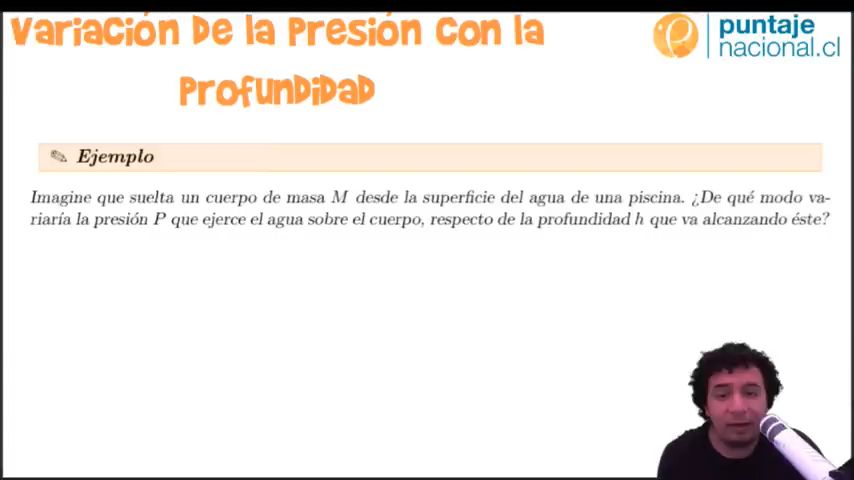 Variación de la Presión con la
Profundidad
puntaje
nacional.cl
Ejemplo
Imagine que suelta un cuerpo de masa M desde la superficie del agua de una piscina. ¿De qué modo va-
riaría la presión P que ejerce el agua sobre el cuerpo, respecto de la profundidad h que va alcanzando éste?